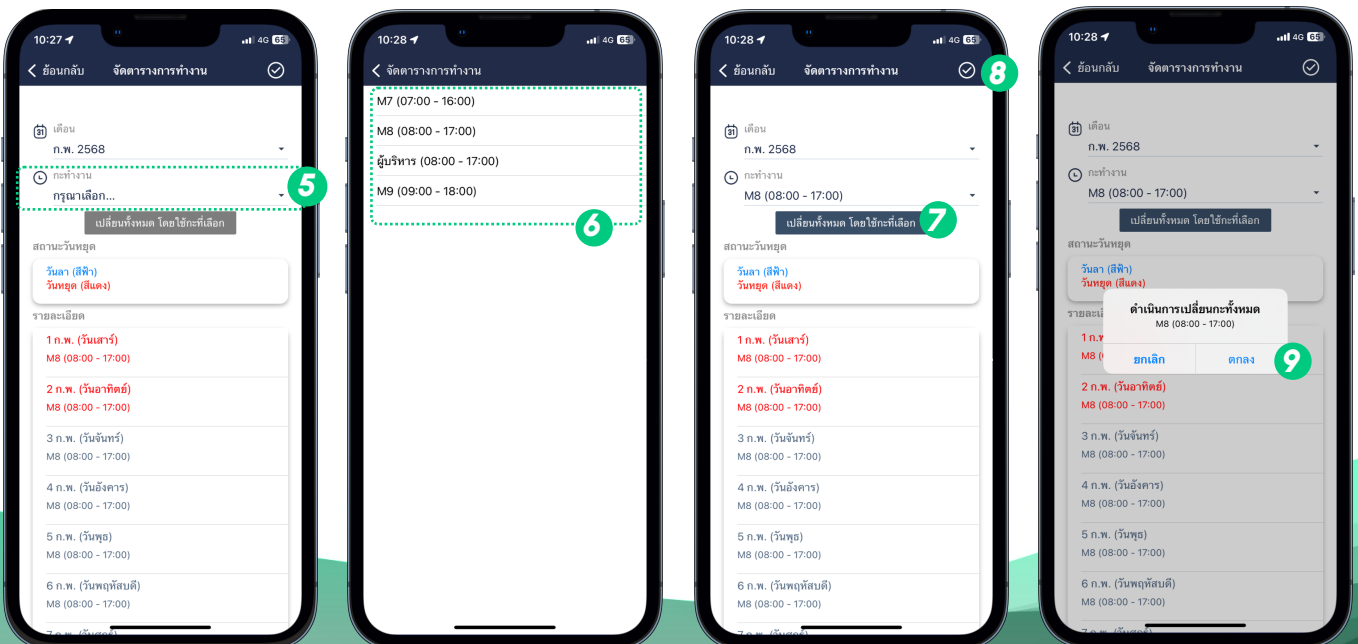 10:27
4G 65
ย้อนกลับ จัดตารางการทำงาน
31 เดือน
ก.พ. 2568
กะทำงาน
กรุณาเลือก...
5
เปลี่ยนทั้งหมด โดยใช้กะที่เลือก
สถานะวันหยุด
วันลา (สีฟ้า)
วันหยุด (สีแดง)
รายละเอียด
1 ก.พ. (วันเสาร์)
M8 (08:00 - 17:00)
2 ก.พ. (วันอาทิตย์)
M8 (08:00 - 17:00)
3 ก.พ. (วันจันทร์)
M8 (08:00 - 17:00)
4 ก.พ. (วันอังคาร)
M8 (08:00 - 17:00)
5 ก.พ. (วันพุธ)
M8 (08:00 - 17:00)
6 ก.พ. (วันพฤหัสบดี)
M8 (08:00 - 17:00)
7 ก.พ. (วันศุกร์)
10:28
4G 65
จัดตารางการทำงาน
M7 (07:00 - 16:00)
M8 (08:00 - 17:00)
ผู้บริหาร (08:00 - 17:00)
M9 (09:00 - 18:00)
6
10:28
4G 65
ย้อนกลับ จัดตารางการทำงาน
8
31 เดือน
ก.พ. 2568
กะทำงาน
M8 (08:00 - 17:00)
เปลี่ยนทั้งหมด โดยใช้กะที่เลือก
7
สถานะวันหยุด
วันลา (สีฟ้า)
วันหยุด (สีแดง)
รายละเอียด
1 ก.พ. (วันเสาร์)
M8 (08:00 - 17:00)
2 ก.พ. (วันอาทิตย์)
M8 (08:00 - 17:00)
3 ก.พ. (วันจันทร์)
M8 (08:00 - 17:00)
4 ก.พ. (วันอังคาร)
M8 (08:00 - 17:00)
5 ก.พ. (วันพุธ)
M8 (08:00 - 17:00)
6 ก.พ. (วันพฤหัสบดี)
M8 (08:00 - 17:00)
7 ก.พ. (วันศุกร์)
10:28
4G 65
ย้อนกลับ จัดตารางการทำงาน
31 เดือน
ก.พ. 2568
กะทำงาน
M8 (08:00 - 17:00)
เปลี่ยนทั้งหมด โดยใช้กะที่เลือก
สถานะวันหยุด
วันลา (สีฟ้า)
วันหยุด (สีแดง)
ดำเนินการเปลี่ยนกะทั้งหมด
M8 (08:00 - 17:00)
ยกเลิก ตกลง
9
1 ก.พ
M8 (
2 ก.พ. (วันอาทิตย์)
M8 (08:00 - 17:00)
3 ก.พ. (วันจันทร์)
M8 (08:00 - 17:00)
4 ก.พ. (วันอังคาร)
M8 (08:00 - 17:00)
5 ก.พ. (วันพุธ)
M8 (08:00 - 17:00)
6 ก.พ. (วันพฤหัสบดี)
M8 (08:00 - 17:00)
7 ก.พ. (วันศุกร์)